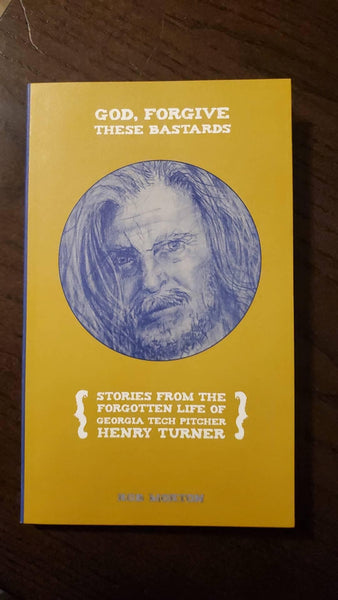 GOD, FORGIVE
THESE BASTARDS
STORIES FROM THE
FORGOTTEN LIFE OF
GEORGIA TECH PITCHER
HENRY TURNER